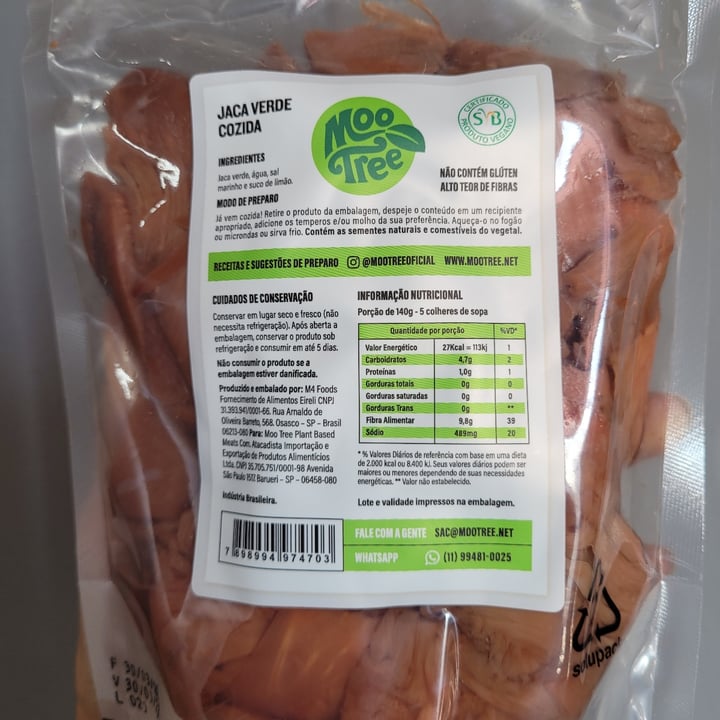 JACA VERDE
COZIDA
Moo
Tree
CERTIFICADO
SVB
PRODUTO VEGANO
NÃO CONTÉM GLÚTEN
ALTO TEOR DE FIBRAS
INGREDIENTES
Jaca verde, água, sal
marinho e suco de limão.
MODO DE PREPARO
Já vem cozida! Retire o produto da embalagem, despeje o conteúdo em um recipiente
apropriado, adicione os temperos e/ou molho da sua preferência. Aqueça-o no fogão
ou microndas ou sirva frio. Contém as sementes naturais e comestíveis do vegetal.
RECEITAS E SUGESTÕES DE PREPARO @MOOTREEOFICIAL WWW.MOOTREE.NET
CUIDADOS DE CONSERVAÇÃO
Conservar em lugar seco e fresco (não
necessita refrigeração). Após aberta a
embalagem, conservar o produto sob
refrigeração e consumir em até 5 dias.
Não consumir o produto se a
embalagem estiver danificada.
Produzido e embalado por: M4 Foods
Fornecimento de Alimentos Eireli CNPJ
31.393.941/0001-66. Rua Arnaldo de
Oliveira Barreto, 568. Osasco – SP – Brasil
06213-080 Para: Moo Tree Plant Based
Meats Com. Atacadista Importação e
Exportação de Produtos Alimentícios
Ltda. CNPJ 35.705.751/0001-98 Avenida
São Paulo 1512 Barueri – SP – 06458-080
Indústria Brasileira.
INFORMAÇÃO NUTRICIONAL
Porção de 140g - 5 colheres de sopa
Quantidade por porção %VD*
Valor Energético 27Kcal = 113kj 1
Carboidratos 4,7g 2
Proteínas 1,0g 1
Gorduras totais 0g 0
Gorduras saturadas 0g 0
Gorduras Trans 0g **
Fibra Alimentar 9,8g 39
Sódio 489mg 20
* % Valores Diários de referência com base em uma dieta
de 2.000 kcal ou 8.400 kj. Seus valores diários podem ser
maiores ou menores dependendo de suas necessidades
energéticas. ** Valor não estabelecido.
Lote e validade impressos na embalagem.
7 898994 974703
FALE COM A GENTE SAC@MOOTREE.NET
WHATSAPP (11) 99481-0025
F 30/03/
V 30/03/
L 02